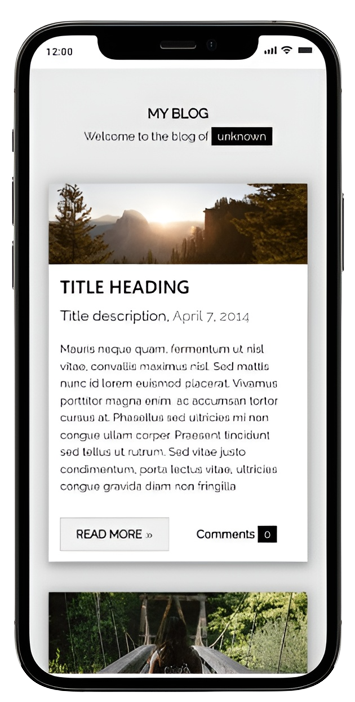 12:00
MY BLOG
Welcome to the blog of unknown
TITLE HEADING
Title description, April 7, 2014
Mauris neque quam, fermentum ut nisl
vitae, convallis maximus nisl. Sed mattis
nunc id lorem euismod placerat. Vivamus
porttitor magna enim, ac accumsan tortor
cursus at. Phasellus sed ultricies mi non
congue ullam corper. Praesent tincidunt
sed tellus ut rutrum. Sed vitae justo
condimentum, porta lectus vitae, ultricies
congue gravida diam non fringilla
READ MORE »
Comments 0